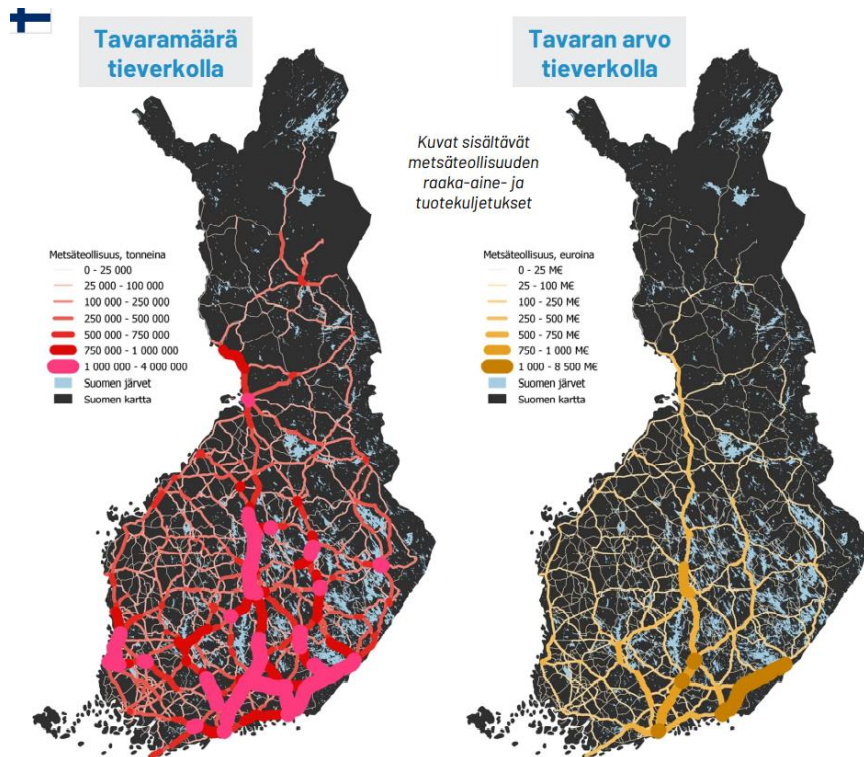 Tavaramäärä
tieverkolla
Tavaran arvo
tieverkolla
Kuvat sisältävät
metsäteollisuuden
raaka-aine- ja
tuotekuljetukset
Metsäteollisuus, tonneina
0 - 25 000
25 000 - 100 000
100 000 - 250 000
250 000 - 500 000
500 000 - 750 000
750 000 - 1 000 000
1 000 000 - 4 000 000
Suomen järvet
Suomen kartta
Metsäteollisuus, euroina
0 - 25 M€
25 - 100 M€
100 - 250 M€
250 - 500 M€
500 - 750 M€
750 - 1 000 M€
1 000 - 8 500 M€
Suomen järvet
Suomen kartta